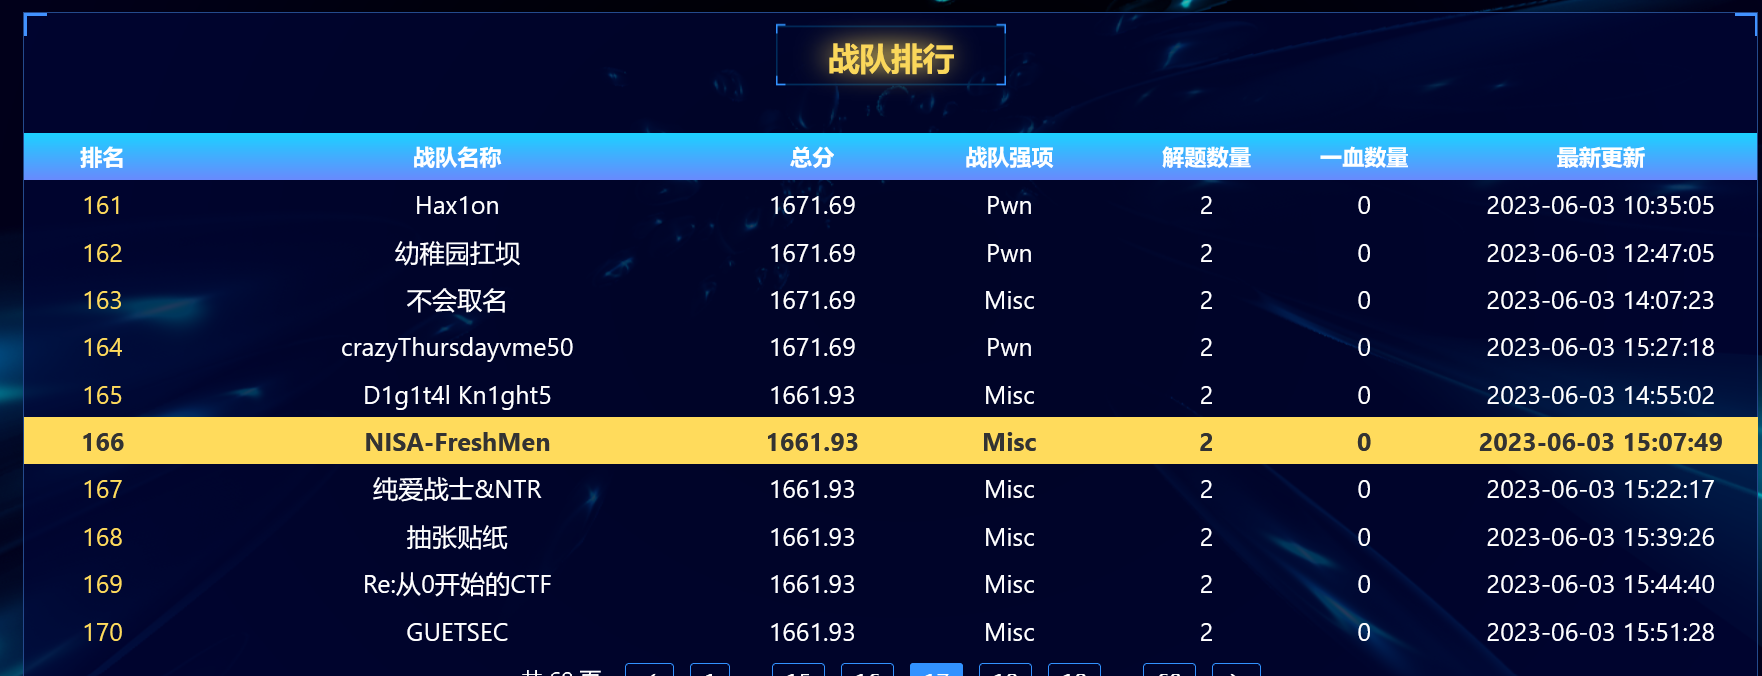 战队排行
排名 战队名称 总分 战队强项 解题数量 一血数量 最新更新
161 Hax1on 1671.69 Pwn 2 0 2023-06-03 10:35:05
162 幼稚园扛坝 1671.69 Pwn 2 0 2023-06-03 12:47:05
163 不会取名 1671.69 Misc 2 0 2023-06-03 14:07:23
164 crazyThursdayvme50 1671.69 Pwn 2 0 2023-06-03 15:27:18
165 D1g1t4l Kn1ght5 1661.93 Misc 2 0 2023-06-03 14:55:02
166 NISA-FreshMen 1661.93 Misc 2 0 2023-06-03 15:07:49
167 纯爱战士&NTR 1661.93 Misc 2 0 2023-06-03 15:22:17
168 抽张贴纸 1661.93 Misc 2 0 2023-06-03 15:39:26
169 Re:从0开始的CTF 1661.93 Misc 2 0 2023-06-03 15:44:40
170 GUETSEC 1661.93 Misc 2 0 2023-06-03 15:51:28